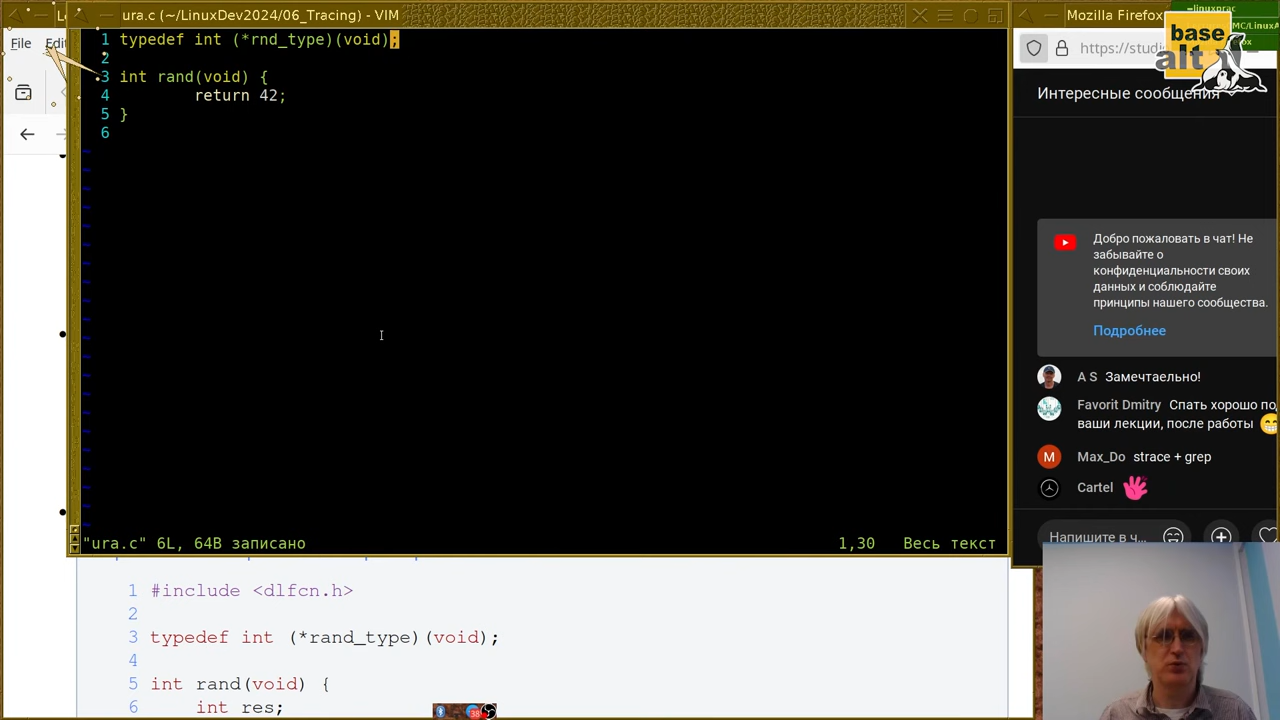 ura.c (~/LinuxDev2024/06_Tracing) - VIM
Mozilla Firefox
linuxprac
base
alt
File Edit
https://studi
Интересные сообщения
1 typedef int (*rnd_type)(void);
2
3 int rand(void) {
4 return 42;
5 }
6
Добро пожаловать в чат! Не
забывайте о
конфиденциальности своих
данных и соблюдайте
принципы нашего сообщества.
Подробнее
A S Замечтаельно!
Favorit Dmitry Спать хорошо по
ваши лекции, после работы
Max_Do strace + grep
Cartel
Напишите в ч...
"ura.c" 6L, 64B записано 1,30 Весь текст
1 #include <dlfcn.h>
2
3 typedef int (*rand_type)(void);
4
5 int rand(void) {
6 int res;
38